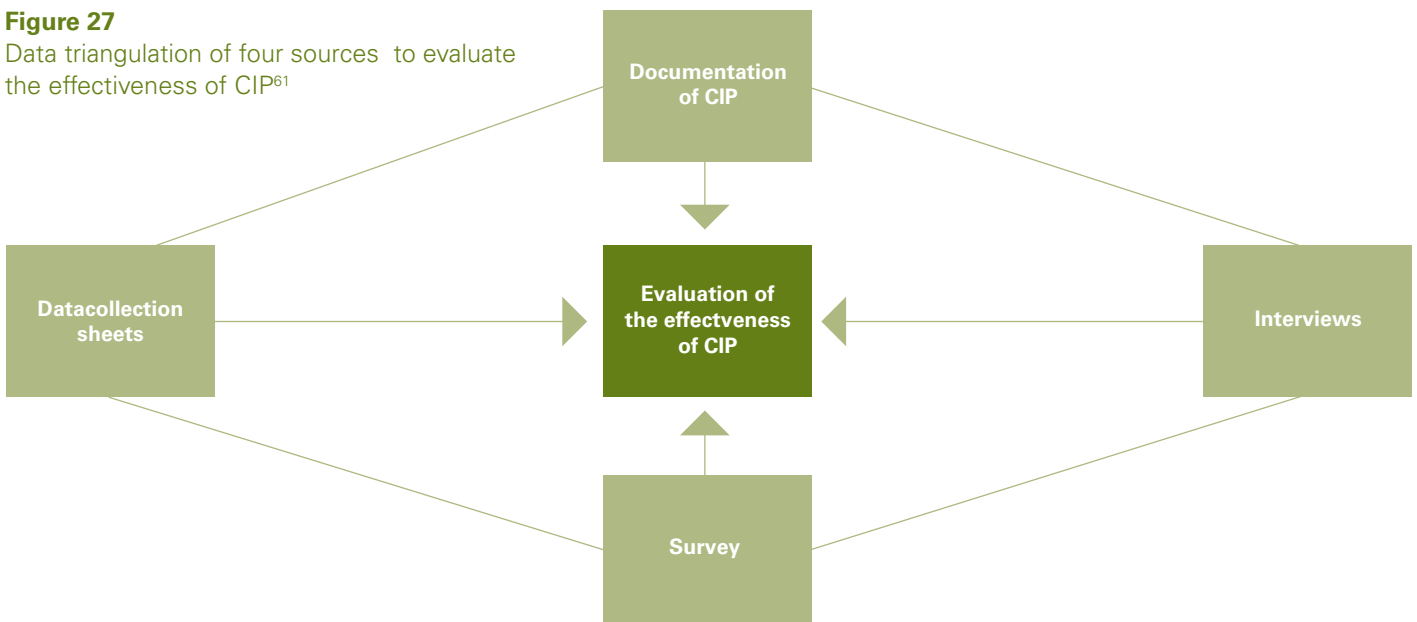 Figure 27
Data triangulation of four sources to evaluate
the effectiveness of CIP61
Documentation
of CIP
Datacollection
sheets
Evaluation of
the effectveness
of CIP
Interviews
Survey